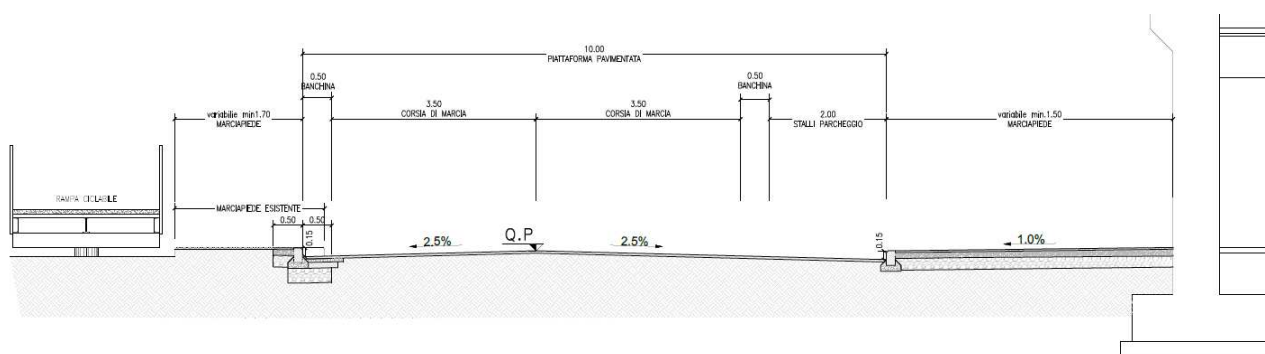 10.00
PIATTAFORMA PAVIMENTATA
0.50
BANCHINA
0.50
BANCHINA
variabile min1.70
MARCIAPIEDE
3.50
CORSIA DI MARCIA
3.50
CORSIA DI MARCIA
2.00
STALLI PARCHEGGIO
variabile min.1.50
MARCIAPIEDE
RAMPA CICLABILE
MARCIAPIEDE ESISTENTE
0.50
0.50
0.15
2.5%
Q.P
2.5%
0.15
1.0%